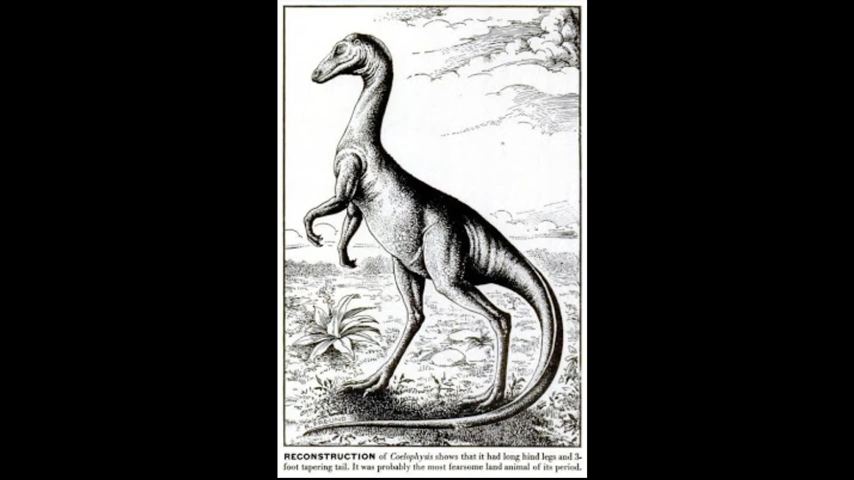 RECONSTRUCTION of Coelophysis shows that it had long hind legs and 3-
foot tapering tail. It was probably the most fearsome land animal of its period.